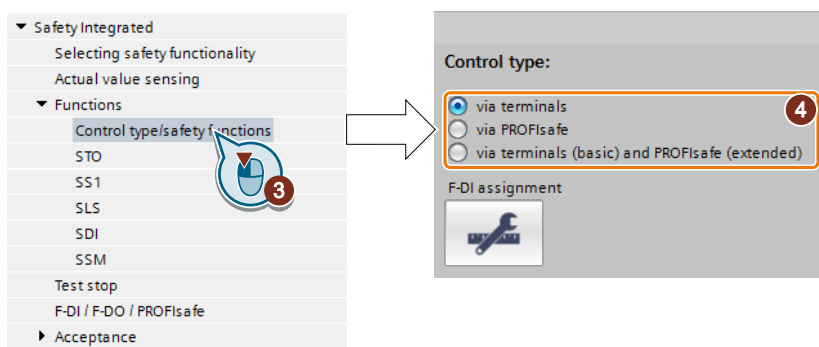 Safety Integrated
Selecting safety functionality
Actual value sensing
Functions
Control type/safety functions
STO
SS1
SLS
SDI
SSM
Test stop
F-DI / F-DO / PROFIsafe
Acceptance
3
Control type:
via terminals
via PROFIsafe
via terminals (basic) and PROFIsafe (extended)
4
F-DI assignment